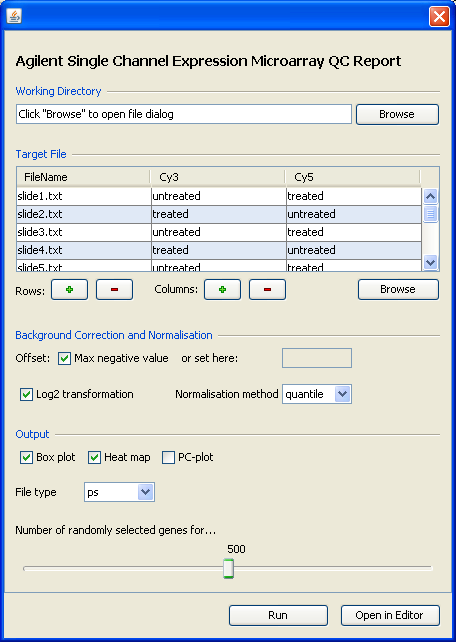 Agilent Single Channel Expression Microarray QC Report
Working Directory
Click "Browse" to open file dialog Browse
Target File
FileName Cy3 Cy5
slide1.txt untreated treated
slide2.txt treated untreated
slide3.txt untreated treated
slide4.txt treated untreated
slide5.txt untreated treated
Rows: + - Columns: + - Browse
Background Correction and Normalisation
Offset: Max negative value or set here:
Log2 transformation Normalisation method quantile
Output
Box plot Heat map PC-plot
File type ps
Number of randomly selected genes for...
500
Run Open in Editor